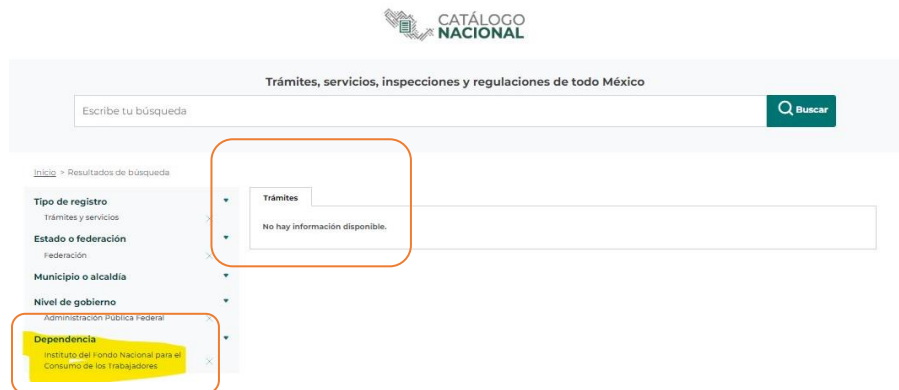 CATÁLOGO
NACIONAL
Trámites, servicios, inspecciones y regulaciones de todo México
Escribe tu búsqueda
Buscar
Inicio > Resultados de búsqueda
Tipo de registro
Trámites y servicios
Estado o federación
Federación
Municipio o alcaldía
Nivel de gobierno
Administración Pública Federal
Dependencia
Instituto del Fondo Nacional para el
Consumo de los Trabajadores
Trámites
No hay información disponible.